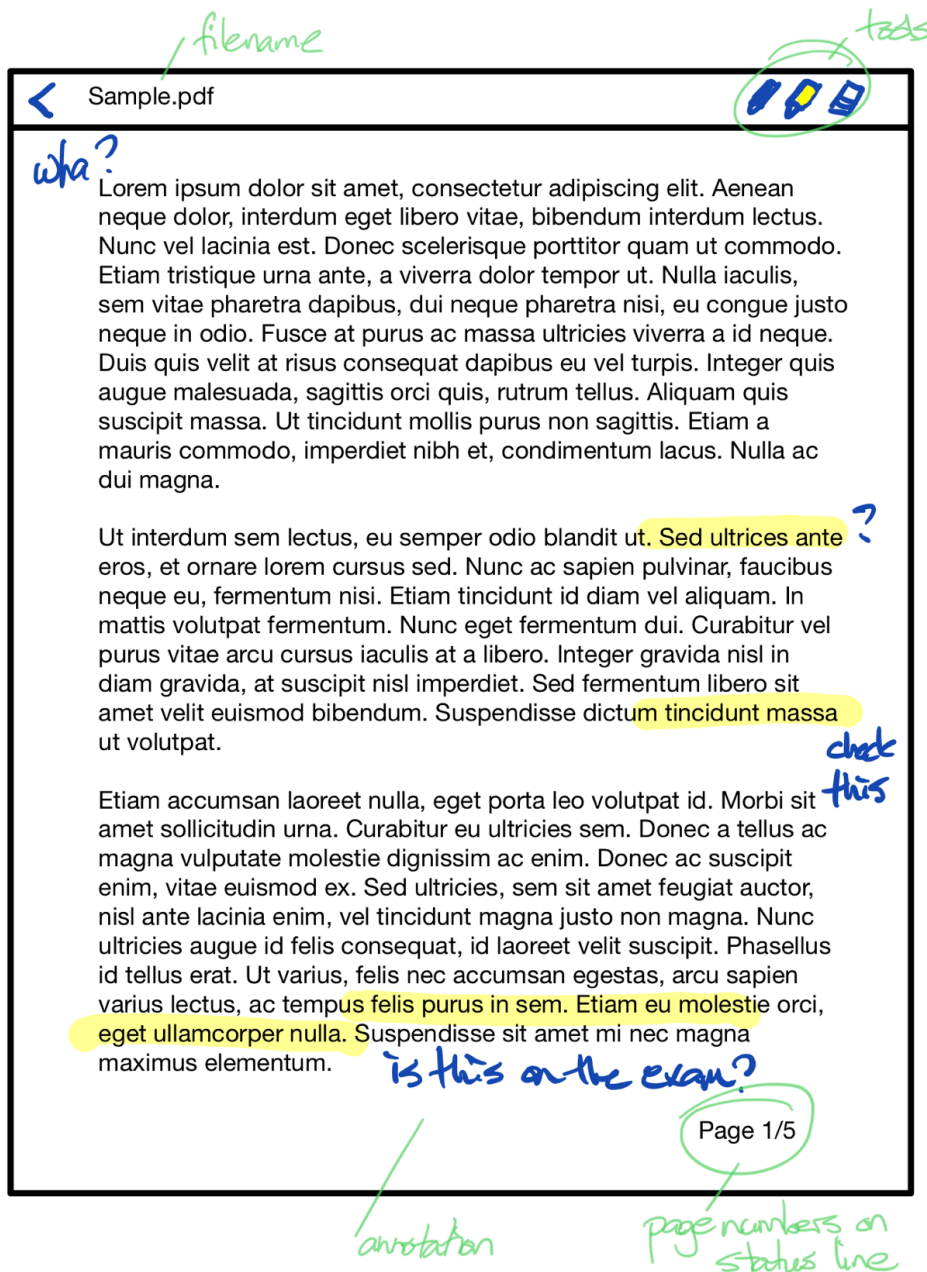 filename
tools
Sample.pdf
wha?
Lorem ipsum dolor sit amet, consectetur adipiscing elit. Aenean
neque dolor, interdum eget libero vitae, bibendum interdum lectus.
Nunc vel lacinia est. Donec scelerisque porttitor quam ut commodo.
Etiam tristique urna ante, a viverra dolor tempor ut. Nulla iaculis,
sem vitae pharetra dapibus, dui neque pharetra nisi, eu congue justo
neque in odio. Fusce at purus ac massa ultricies viverra a id neque.
Duis quis velit at risus consequat dapibus eu vel turpis. Integer quis
augue malesuada, sagittis orci quis, rutrum tellus. Aliquam quis
suscipit massa. Ut tincidunt mollis purus non sagittis. Etiam a
mauris commodo, imperdiet nibh et, condimentum lacus. Nulla ac
dui magna.
Ut interdum sem lectus, eu semper odio blandit ut. Sed ultrices ante ?
eros, et ornare lorem cursus sed. Nunc ac sapien pulvinar, faucibus
neque eu, fermentum nisi. Etiam tincidunt id diam vel aliquam. In
mattis volutpat fermentum. Nunc eget fermentum dui. Curabitur vel
purus vitae arcu cursus iaculis at a libero. Integer gravida nisl in
diam gravida, at suscipit nisl imperdiet. Sed fermentum libero sit
amet velit euismod bibendum. Suspendisse dictum tincidunt massa
ut volutpat.
check
this
Etiam accumsan laoreet nulla, eget porta leo volutpat id. Morbi sit
amet sollicitudin urna. Curabitur eu ultricies sem. Donec a tellus ac
magna vulputate molestie dignissim ac enim. Donec ac suscipit
enim, vitae euismod ex. Sed ultricies, sem sit amet feugiat auctor,
nisl ante lacinia enim, vel tincidunt magna justo non magna. Nunc
ultricies augue id felis consequat, id laoreet velit suscipit. Phasellus
id tellus erat. Ut varius, felis nec accumsan egestas, arcu sapien
varius lectus, ac tempus felis purus in sem. Etiam eu molestie orci,
eget ullamcorper nulla. Suspendisse sit amet mi nec magna
maximus elementum.
is this on the exam?
Page 1/5
annotation
page numbers on
status line